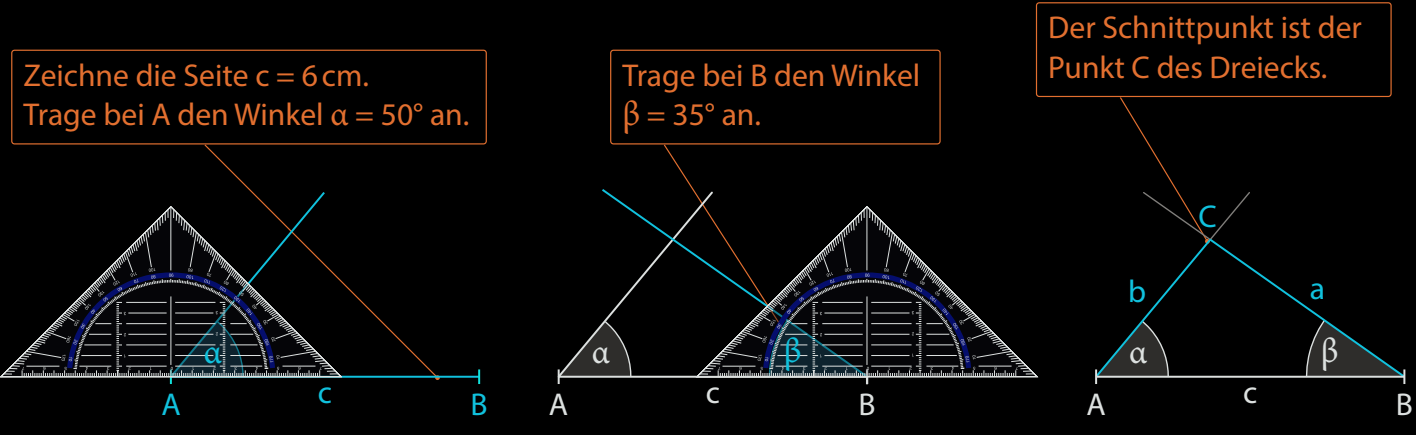 Zeichne die Seite c = 6 cm.
Trage bei A den Winkel α = 50° an.
α
A
c
B
Trage bei B den Winkel
β = 35° an.
α
β
A
c
B
Der Schnittpunkt ist der
Punkt C des Dreiecks.
C
b
a
α
β
A
c
B